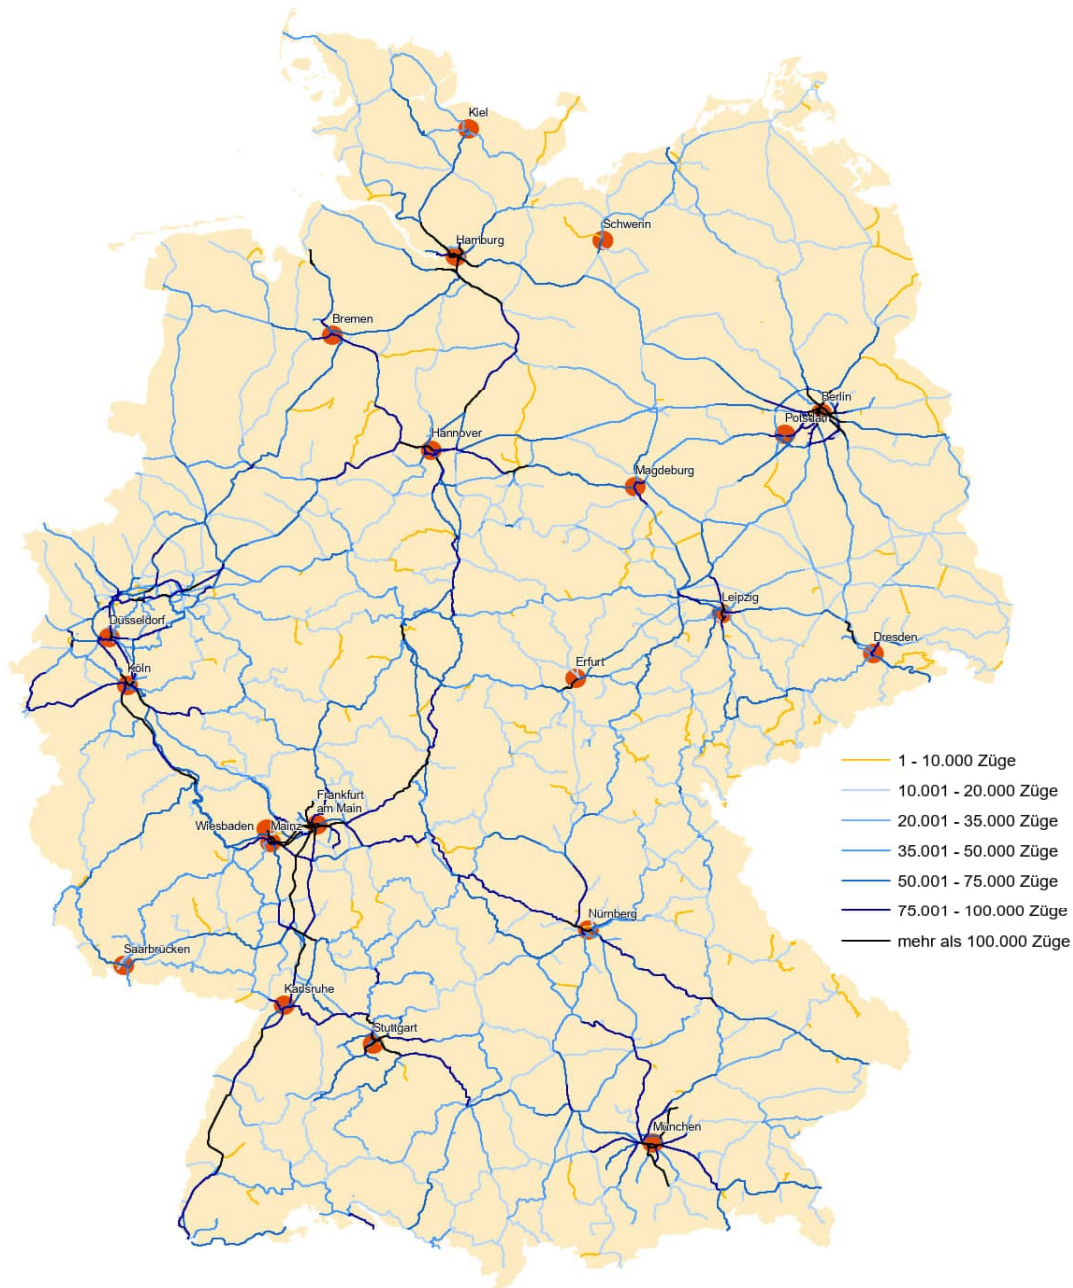 Kiel
Schwerin
Hamburg
Bremen
Berlin
Potsdam
Hannover
Magdeburg
Leipzig
Düsseldorf
Dresden
Köln
Erfurt
Frankfurt
am Main
Wiesbaden
Mainz
Nürnberg
Saarbrücken
Karlsruhe
Stuttgart
München
1 - 10.000 Züge
10.001 - 20.000 Züge
20.001 - 35.000 Züge
35.001 - 50.000 Züge
50.001 - 75.000 Züge
75.001 - 100.000 Züge
mehr als 100.000 Züge